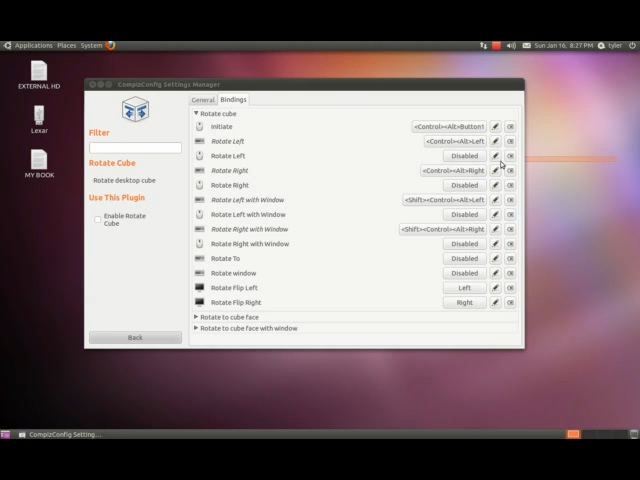 Applications Places System
Sun Jan 16, 8:27 PM tyler
EXTERNAL HD
Lexar
MY BOOK
CompizConfig Settings Manager
General Bindings
Filter
Rotate Cube
Rotate desktop cube
Use This Plugin
Enable Rotate
Cube
Back
Rotate cube
Initiate <Control><Alt>Button1
Rotate Left <Control><Alt>Left
Rotate Left Disabled
Rotate Right <Control><Alt>Right
Rotate Right Disabled
Rotate Left with Window <Shift><Control><Alt>Left
Rotate Left with Window Disabled
Rotate Right with Window <Shift><Control><Alt>Right
Rotate Right with Window Disabled
Rotate To Disabled
Rotate window Disabled
Rotate Flip Left Left
Rotate Flip Right Right
Rotate to cube face
Rotate to cube face with window
CompizConfig Setting...